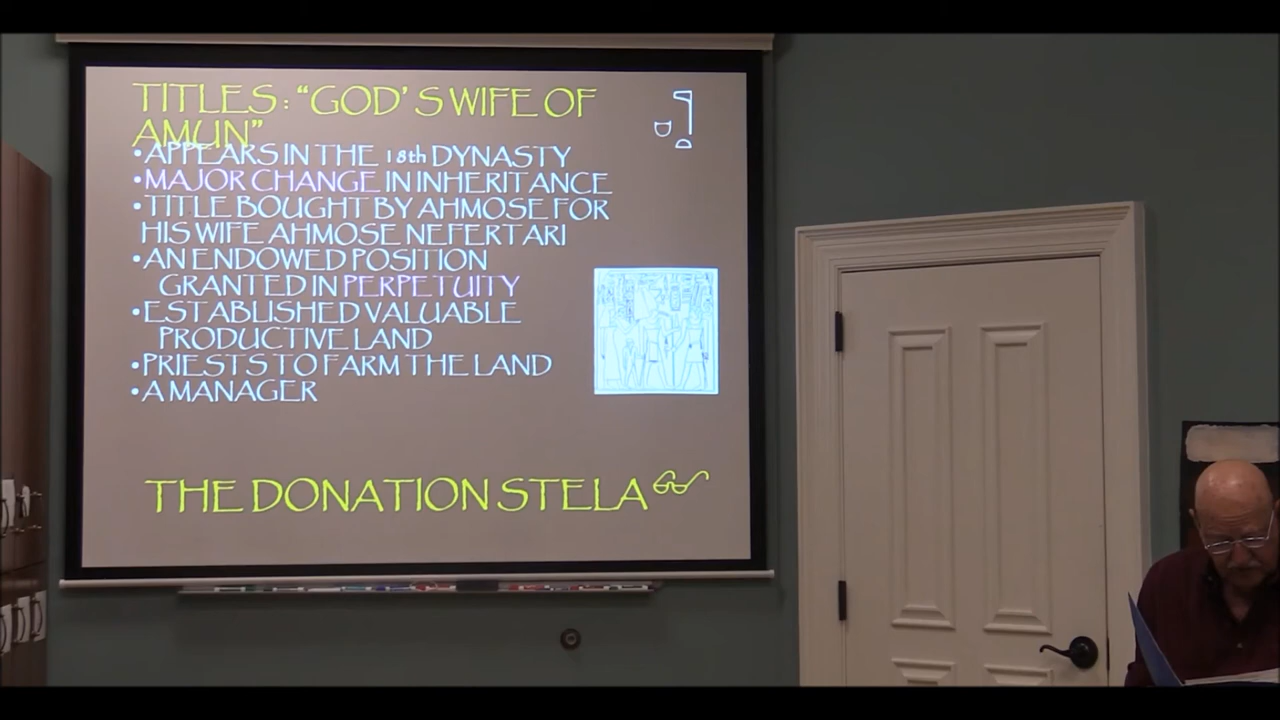 TITLES: “GOD’S WIFE OF
AMUN”
•APPEARS IN THE 18th DYNASTY
•MAJOR CHANGE IN INHERITANCE
•TITLE BOUGHT BY AHMOSE FOR
HIS WIFE AHMOSE NEFERTARI
•AN ENDOWED POSITION
GRANTED IN PERPETUITY
•ESTABLISHED VALUABLE
PRODUCTIVE LAND
•PRIESTS TO FARM THE LAND
•A MANAGER
THE DONATION STELA